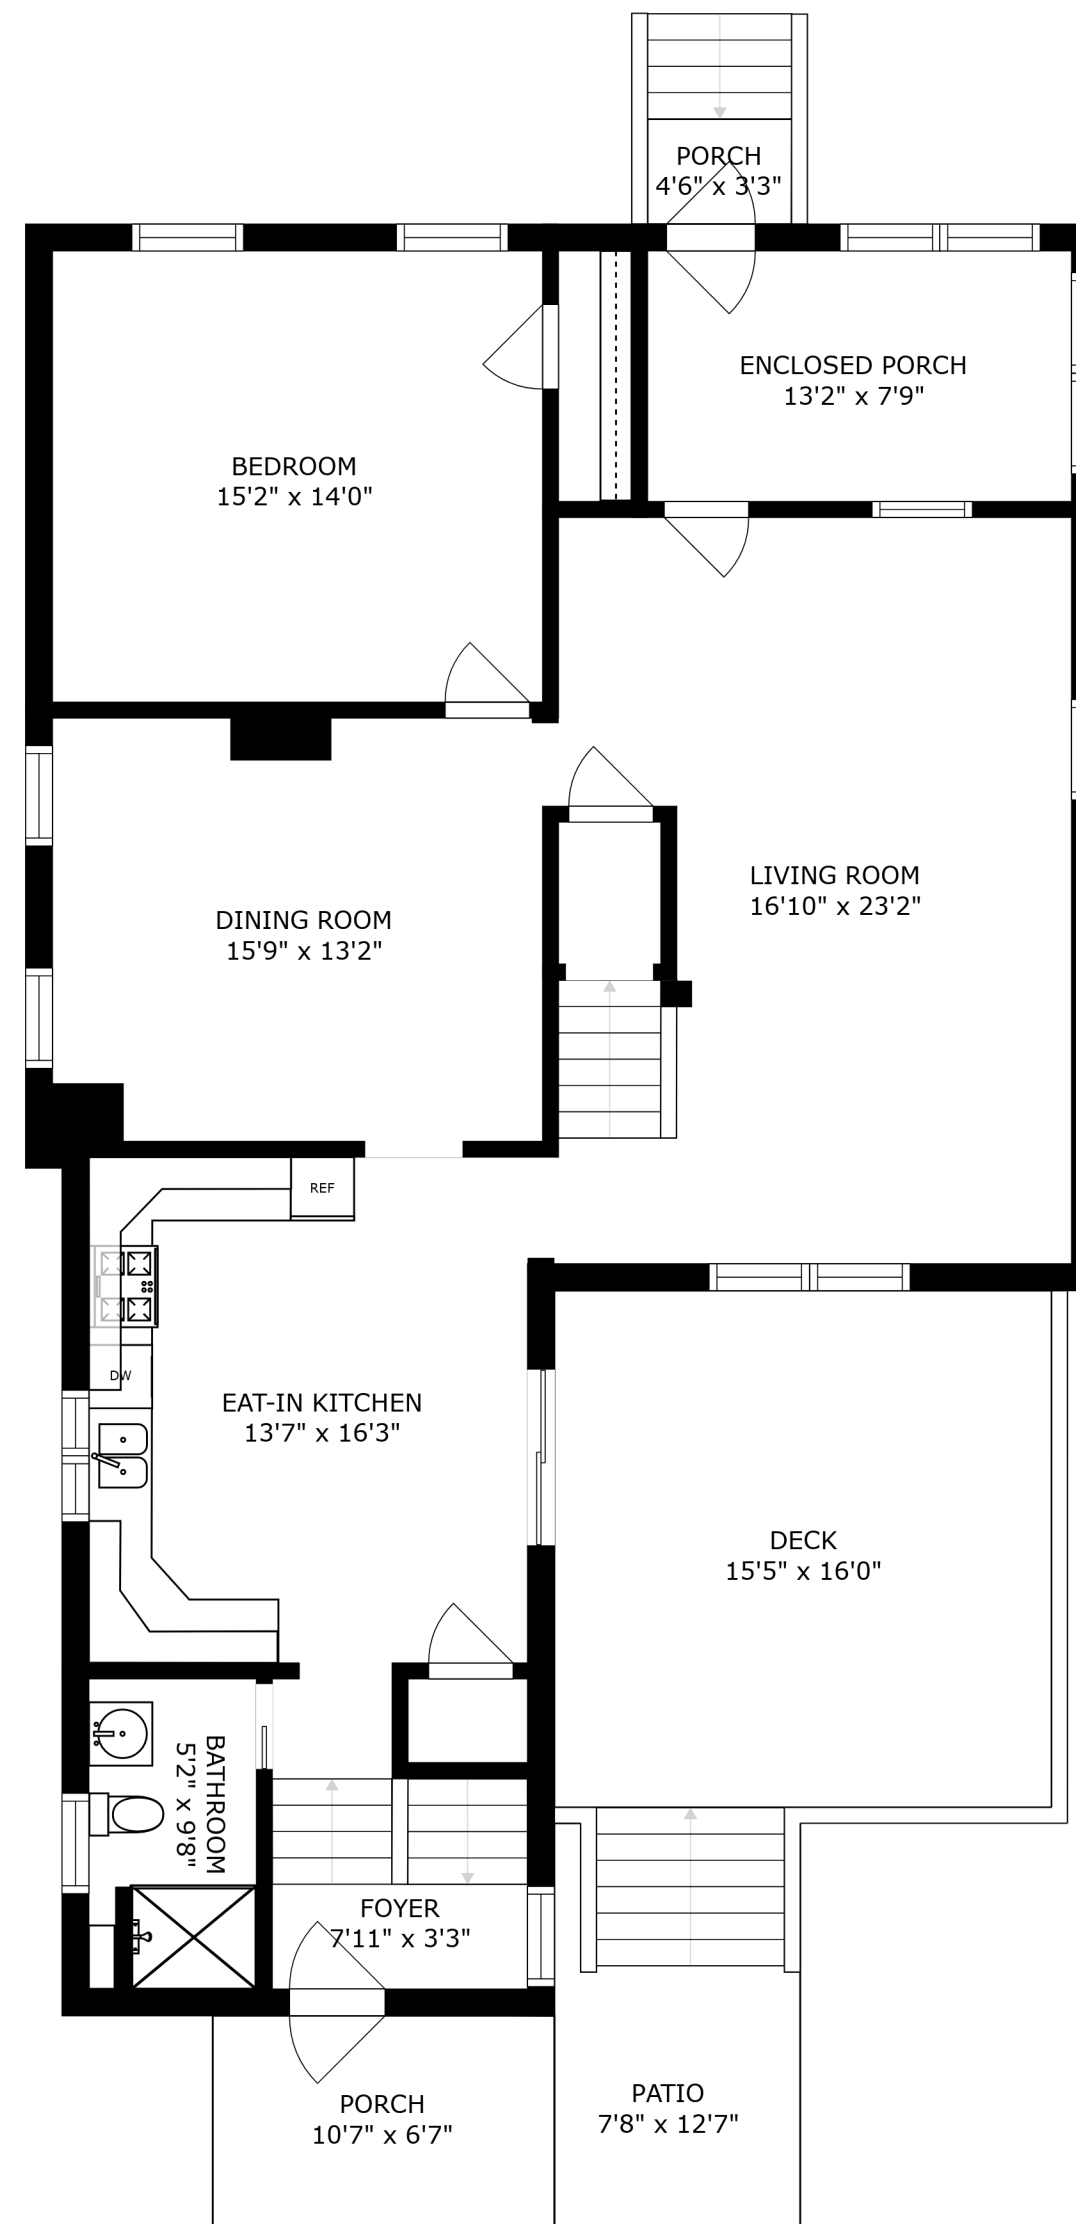 PORCH
4'6" x 3'3"
ENCLOSED PORCH
13'2" x 7'9"
BEDROOM
15'2" x 14'0"
LIVING ROOM
16'10" x 23'2"
DINING ROOM
15'9" x 13'2"
REF
DW
EAT-IN KITCHEN
13'7" x 16'3"
DECK
15'5" x 16'0"
BATHROOM
5'2" x 9'8"
FOYER
7'11" x 3'3"
PORCH
10'7" x 6'7"
PATIO
7'8" x 12'7"